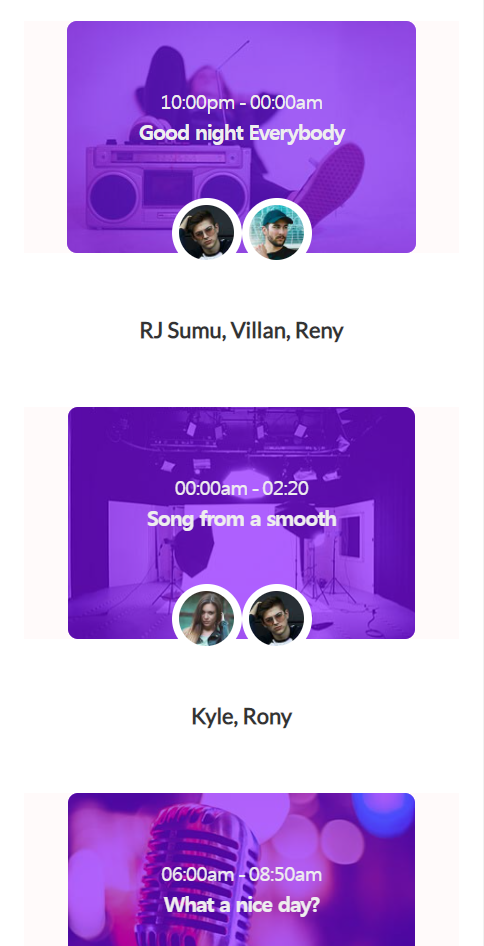 10:00pm - 00:00am
Good night Everybody
RJ Sumu, Villan, Reny
00:00am - 02:20
Song from a smooth
Kyle, Rony
06:00am - 08:50am
What a nice day?